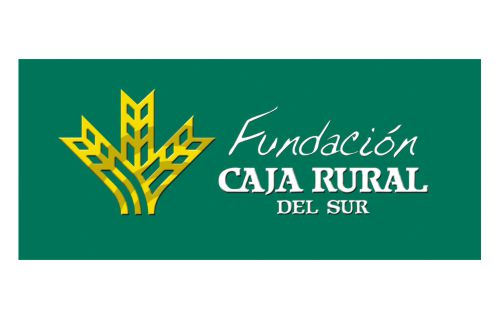 Fundación
CAJA RURAL
DEL SUR